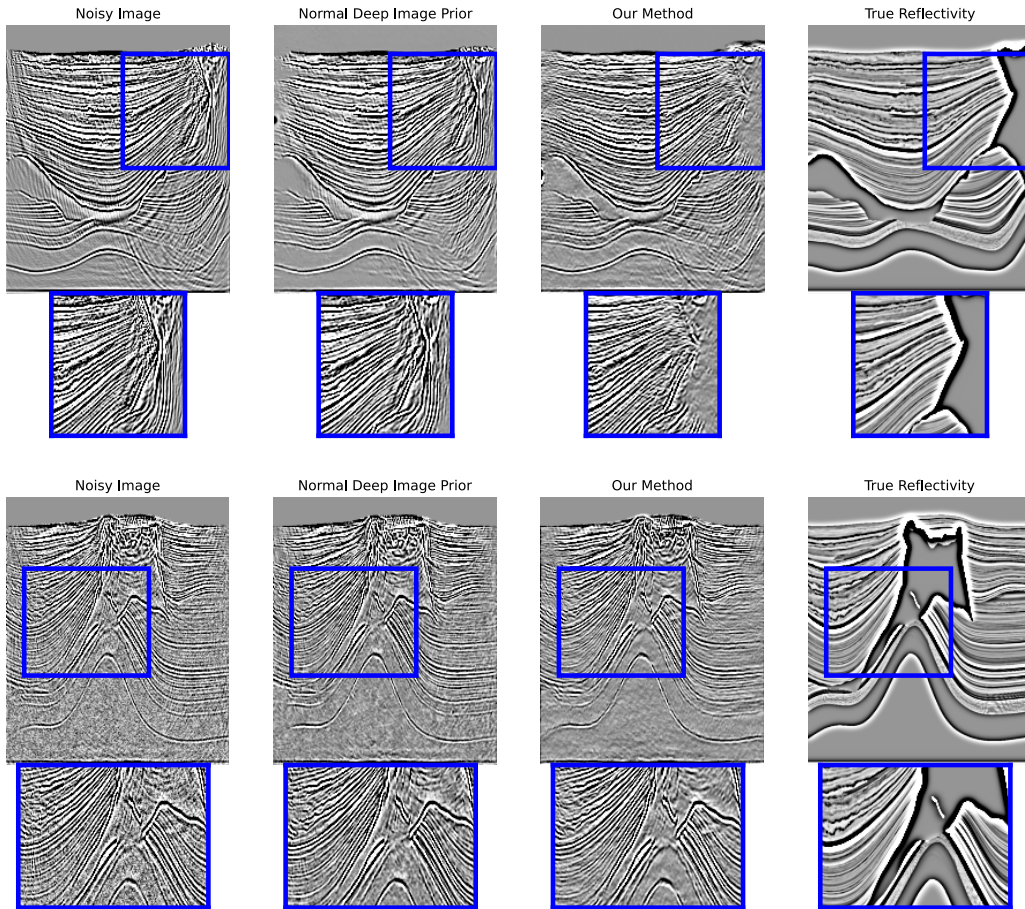 Noisy Image
Normal Deep Image Prior
Our Method
True Reflectivity
Noisy Image
Normal Deep Image Prior
Our Method
True Reflectivity